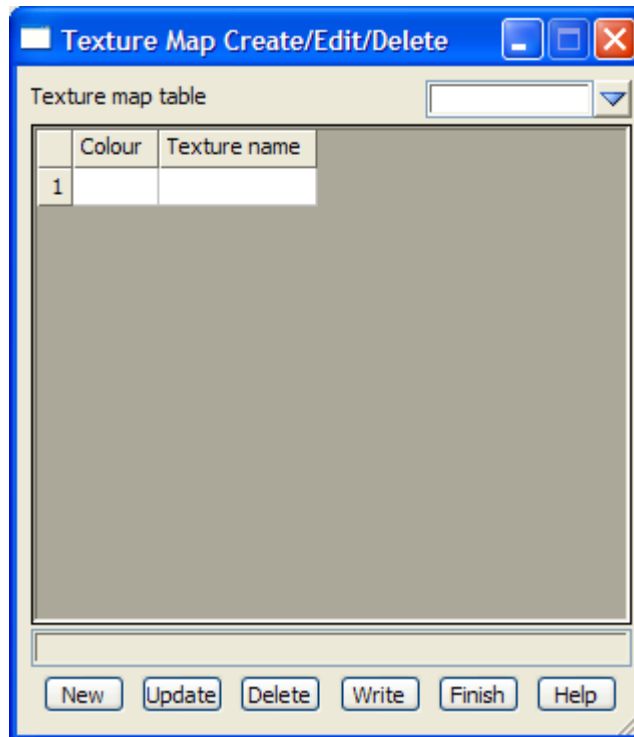 Texture Map Create/Edit/Delete
Texture map table
Colour Texture name
1
New Update Delete Write Finish Help